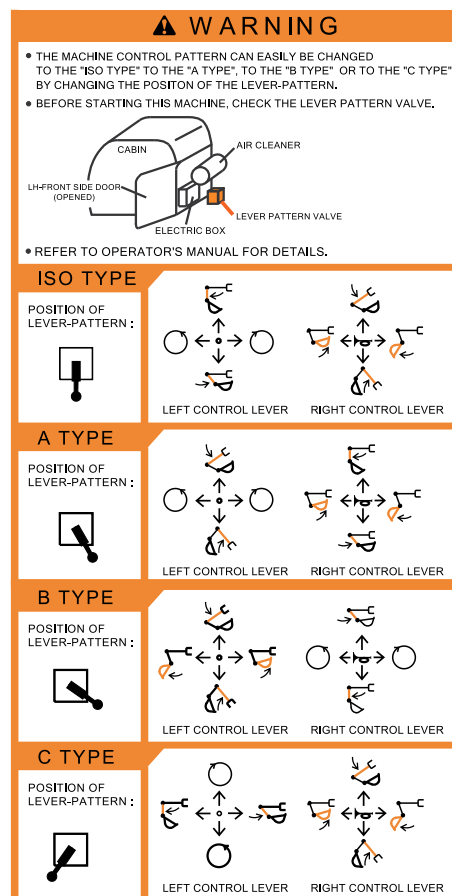 WARNING
• THE MACHINE CONTROL PATTERN CAN EASILY BE CHANGED
TO THE "ISO TYPE" TO THE "A TYPE", TO THE "B TYPE" OR TO THE "C TYPE"
BY CHANGING THE POSITON OF THE LEVER-PATTERN.
• BEFORE STARTING THIS MACHINE, CHECK THE LEVER PATTERN VALVE.
CABIN
AIR CLEANER
LH-FRONT SIDE DOOR
(OPENED)
LEVER PATTERN VALVE
ELECTRIC BOX
• REFER TO OPERATOR'S MANUAL FOR DETAILS.
ISO TYPE
POSITION OF
LEVER-PATTERN :
LEFT CONTROL LEVER RIGHT CONTROL LEVER
A TYPE
POSITION OF
LEVER-PATTERN :
LEFT CONTROL LEVER RIGHT CONTROL LEVER
B TYPE
POSITION OF
LEVER-PATTERN :
LEFT CONTROL LEVER RIGHT CONTROL LEVER
C TYPE
POSITION OF
LEVER-PATTERN :
LEFT CONTROL LEVER RIGHT CONTROL LEVER